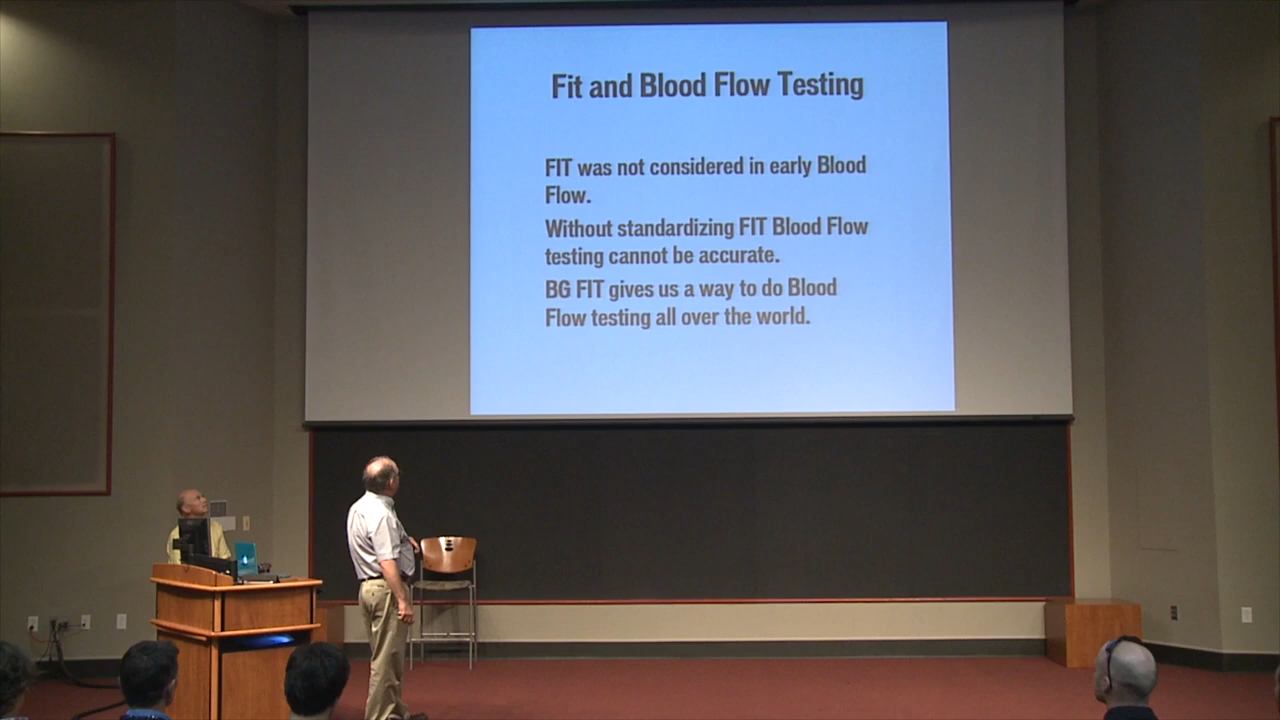 Fit and Blood Flow Testing
FIT was not considered in early Blood
Flow.
Without standardizing FIT Blood Flow
testing cannot be accurate.
BG FIT gives us a way to do Blood
Flow testing all over the world.